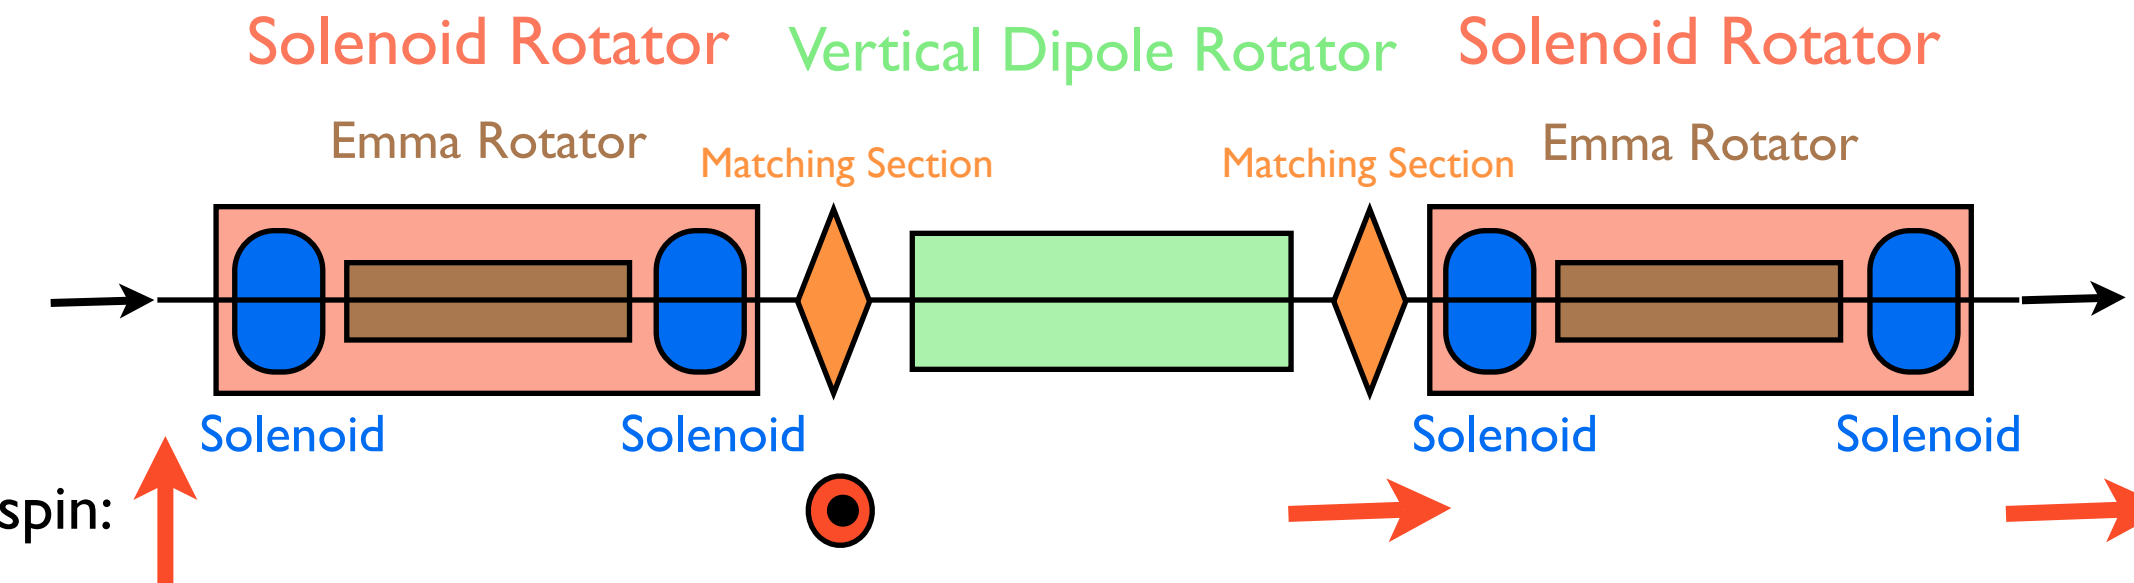 Solenoid Rotator
Vertical Dipole Rotator
Solenoid Rotator
Emma Rotator
Matching Section
Matching Section
Emma Rotator
Solenoid
Solenoid
Solenoid
Solenoid
spin: